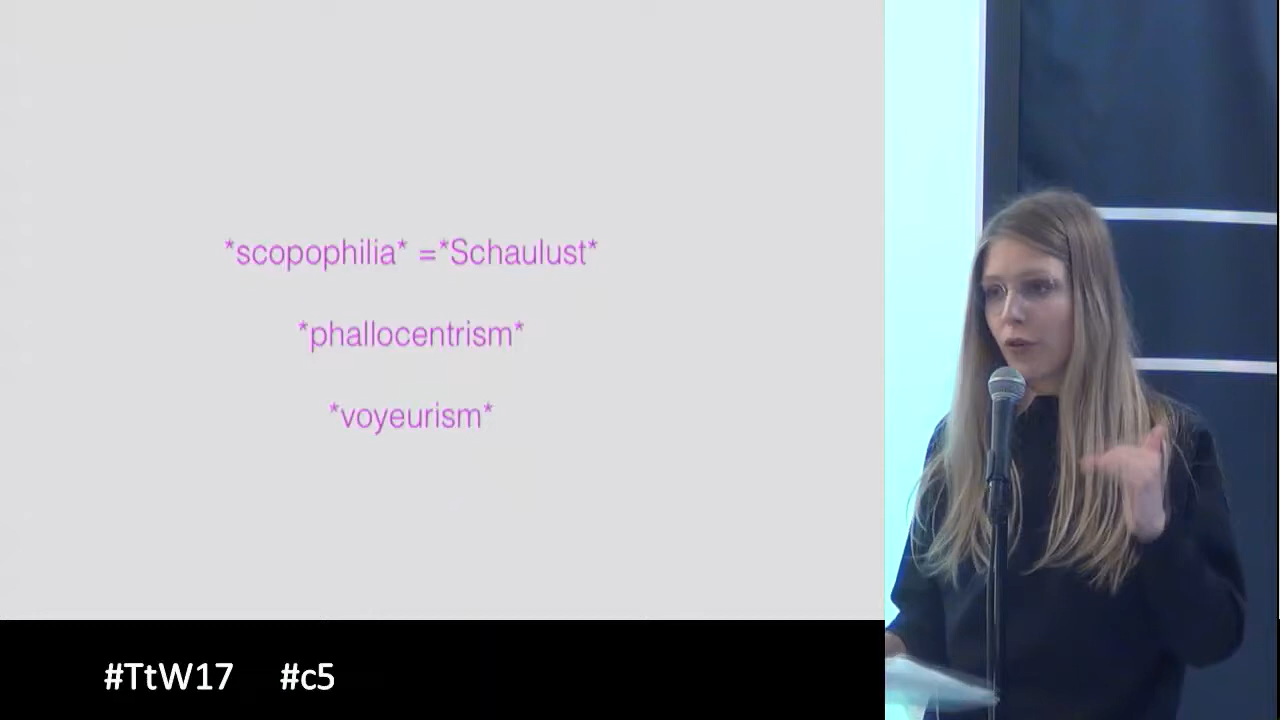 *scopophilia* =*Schaulust*
*phallocentrism*
*voyeurism*
#TtW17 #c5